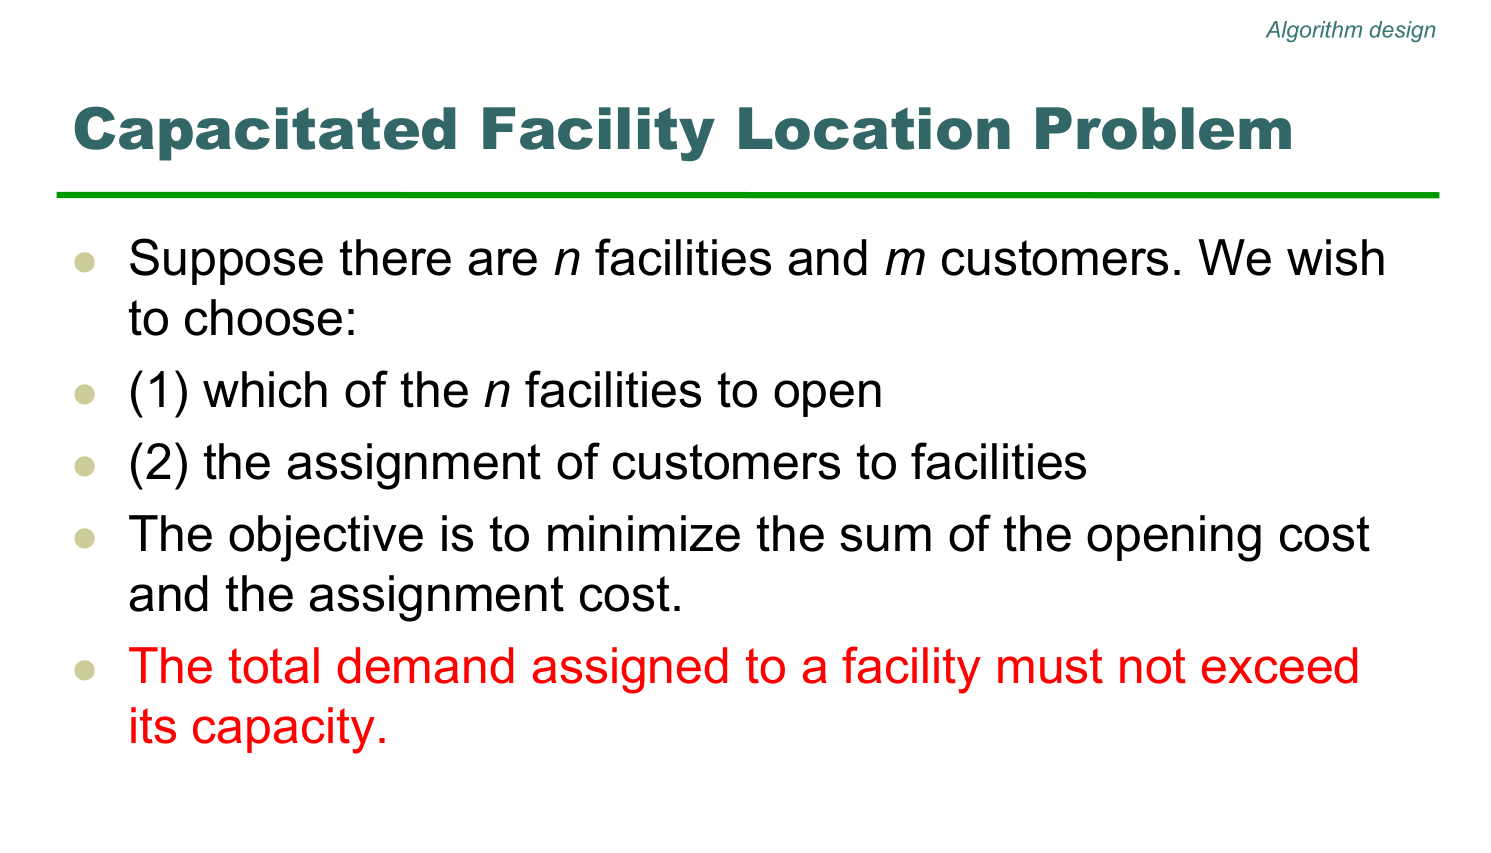 Algorithm design
Capacitated Facility Location Problem
Suppose there are n facilities and m customers. We wish
to choose:
(1) which of the n facilities to open
(2) the assignment of customers to facilities
The objective is to minimize the sum of the opening cost
and the assignment cost.
The total demand assigned to a facility must not exceed
its capacity.